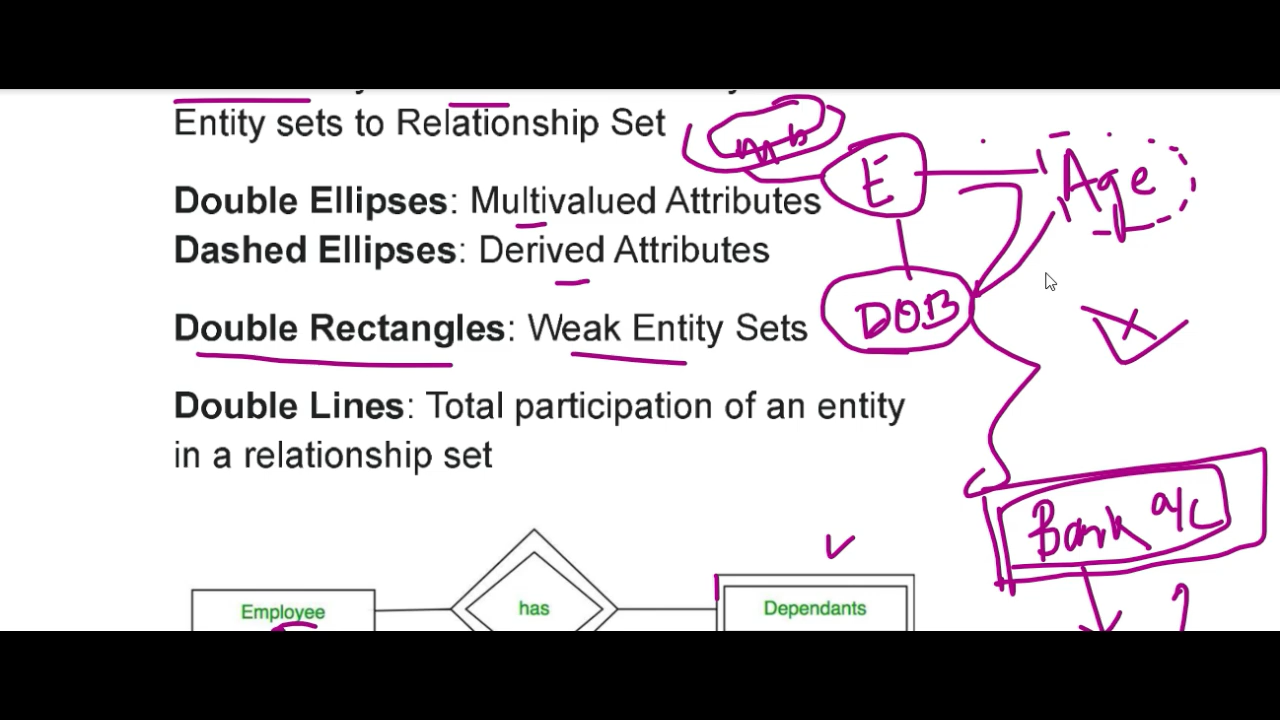 Entity sets to Relationship Set
mb
E
Age
Double Ellipses: Multivalued Attributes
Dashed Ellipses: Derived Attributes
DOB
Double Rectangles: Weak Entity Sets
Double Lines: Total participation of an entity
in a relationship set
Bank a/c
Employee
has
Dependants